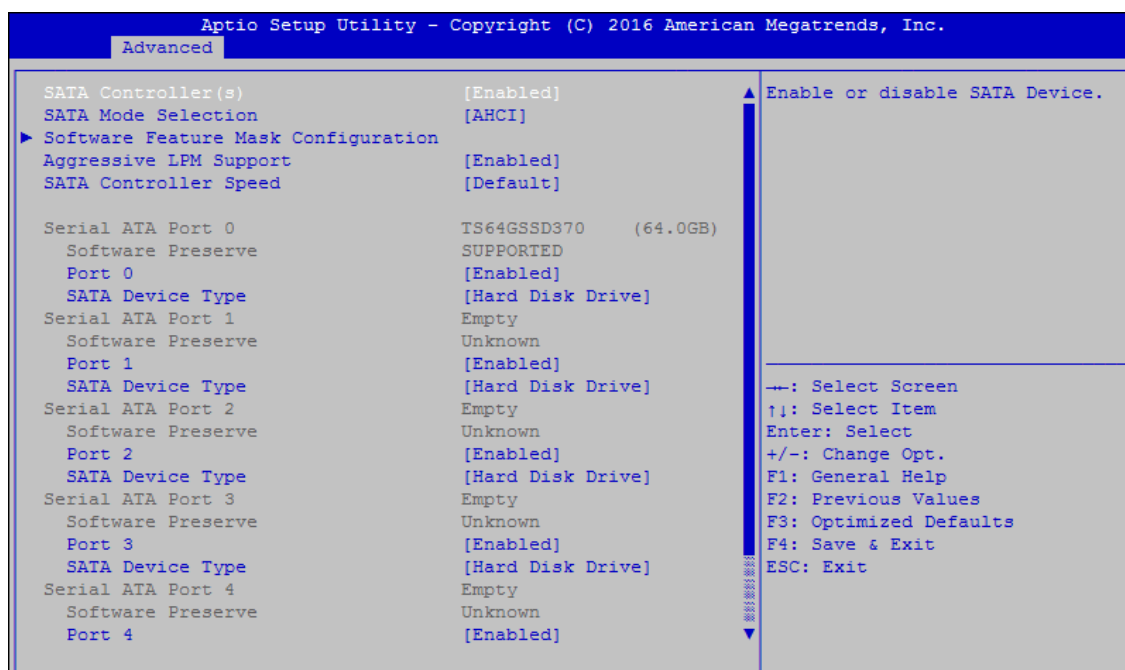 Aptio Setup Utility - Copyright (C) 2016 American Megatrends, Inc.
Advanced
SATA Controller(s) [Enabled]
SATA Mode Selection [AHCI]
► Software Feature Mask Configuration
Aggressive LPM Support [Enabled]
SATA Controller Speed [Default]
Serial ATA Port 0 TS64GSSD370 (64.0GB)
Software Preserve SUPPORTED
Port 0 [Enabled]
SATA Device Type [Hard Disk Drive]
Serial ATA Port 1 Empty
Software Preserve Unknown
Port 1 [Enabled]
SATA Device Type [Hard Disk Drive]
Serial ATA Port 2 Empty
Software Preserve Unknown
Port 2 [Enabled]
SATA Device Type [Hard Disk Drive]
Serial ATA Port 3 Empty
Software Preserve Unknown
Port 3 [Enabled]
SATA Device Type [Hard Disk Drive]
Serial ATA Port 4 Empty
Software Preserve Unknown
Port 4 [Enabled]
Enable or disable SATA Device.
→←: Select Screen
↑↓: Select Item
Enter: Select
+/-: Change Opt.
F1: General Help
F2: Previous Values
F3: Optimized Defaults
F4: Save & Exit
ESC: Exit